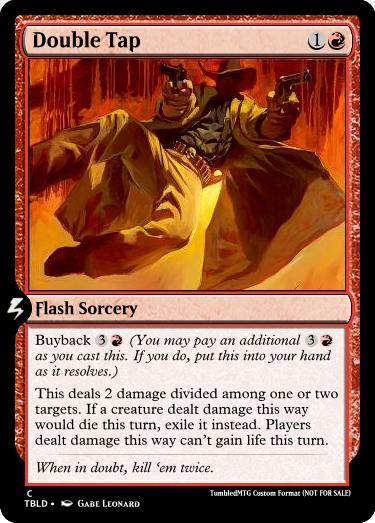 Double Tap 1
Flash Sorcery
Buyback 3 (You may pay an additional 3
as you cast this. If you do, put this into your hand
as it resolves.)
This deals 2 damage divided among one or two
targets. If a creature dealt damage this way
would die this turn, exile it instead. Players
dealt damage this way can't gain life this turn.
When in doubt, kill 'em twice.
C
TBLD • Gabe Leonard
TumbledMTG Custom Format (NOT FOR SALE)